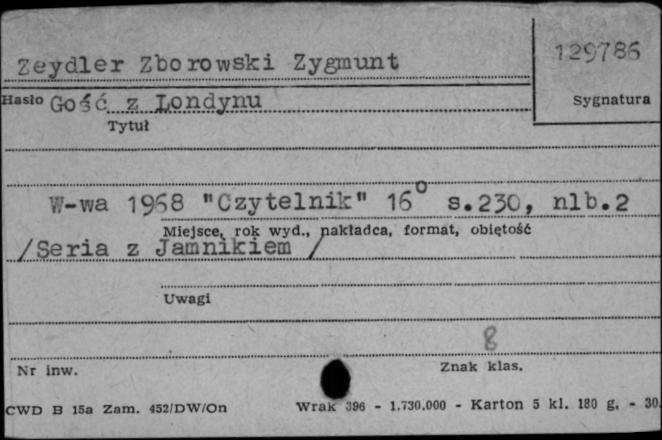 Zeydler Zborowski Zygmunt
129786
Hasło Gość z Londynu
Sygnatura
Tytuł
W-wa 1968 "Czytelnik" 16° s.230, nlb.2
Miejsce, rok wyd., nakładca, format, objętość
/Seria z Jamnikiem /
Uwagi
8
Nr inw.
Znak klas.
CWD B 15a Zam. 452/DW/On
Wrak 396 - 1.730.000 - Karton 5 kl. 180 g. - 30.